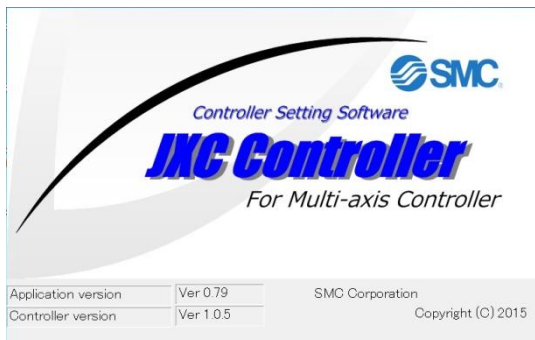 SMC
Controller Setting Software
JXC Controller
For Multi-axis Controller
Application version Ver 0.79 SMC Corporation
Controller version Ver 1.0.5 Copyright (C) 2015